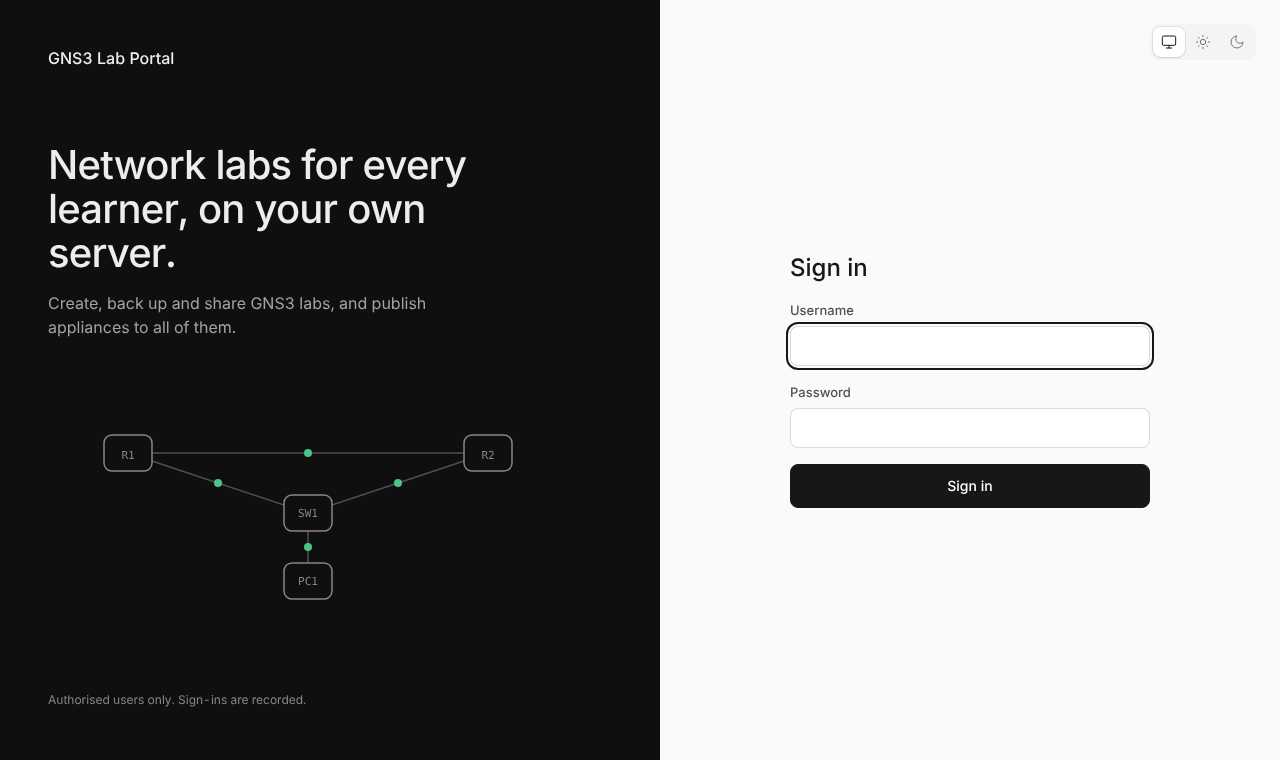 GNS3 Lab Portal
Network labs for every
learner, on your own
server.
Create, back up and share GNS3 labs, and publish
appliances to all of them.
R1
R2
SW1
PC1
Authorised users only. Sign-ins are recorded.
Sign in
Username
Password
Sign in